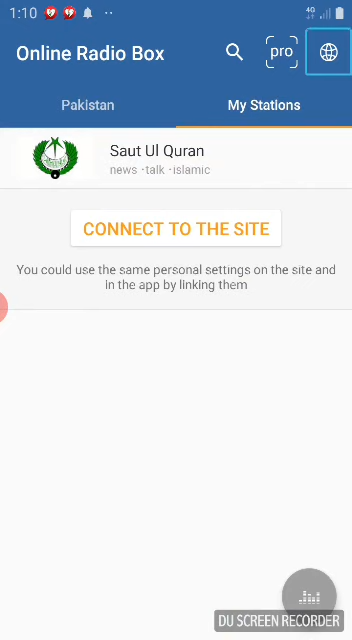 1:10
4G
Online Radio Box
pro
Pakistan
My Stations
Saut Ul Quran
news · talk · islamic
CONNECT TO THE SITE
You could use the same personal settings on the site and
in the app by linking them
DU SCREEN RECORDER